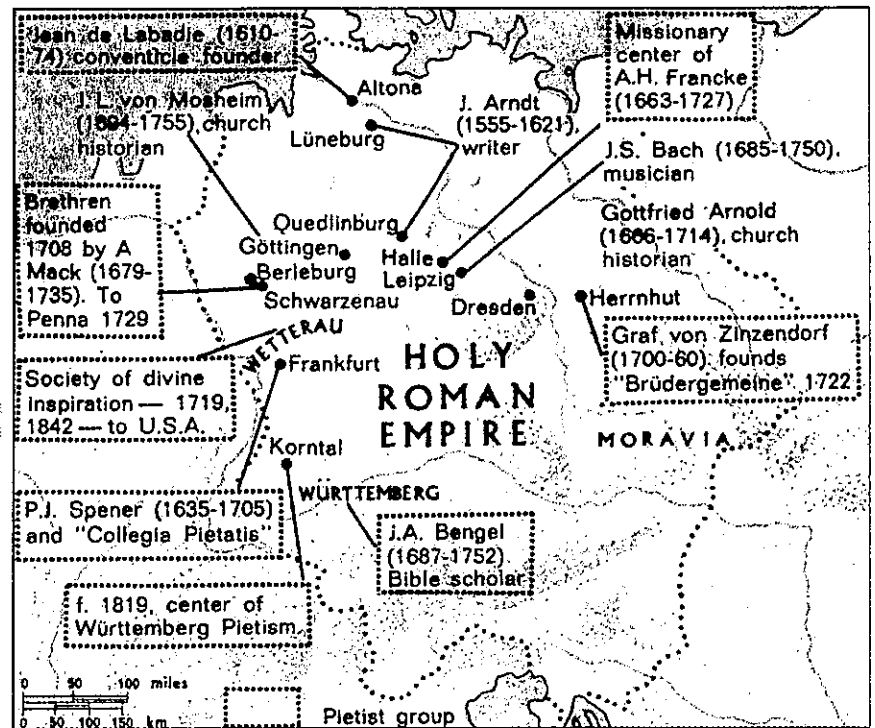 Jean de Labadie (1610-
74) conventicle founder
Altona
J. L. von Mosheim
(1694-1755), church
historian
Lüneburg
J. Arndt
(1555-1621),
writer
Missionary
center of
A.H. Francke
(1663-1727)
J.S. Bach (1685-1750),
musician
Brethren
founded
1708 by A
Mack (1679-
1735). To
Penna 1729
Quedlinburg
Göttingen
Berleburg
Schwarzenau
Halle
Leipzig
Gottfried Arnold
(1666-1714), church
historian
Dresden
Herrnhut
WETTERAU
Frankfurt
HOLY
ROMAN
EMPIRE
Graf. von Zinzendorf
(1700-60) founds
"Brüdergemeine" 1722
Society of divine
inspiration — 1719,
1842 — to U.S.A.
MORAVIA
Korntal
P.J. Spener (1635-1705)
and "Collegia Pietatis"
WÜRTTEMBERG
J.A. Bengel
(1687-1752)
Bible scholar
f. 1819, center of
Württemberg Pietism
0 50 100 miles
0 50 100 150 km
Pietist group